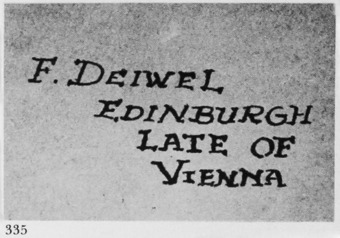 F. DEIWEL
EDINBURGH
LATE OF
VIENNA
335